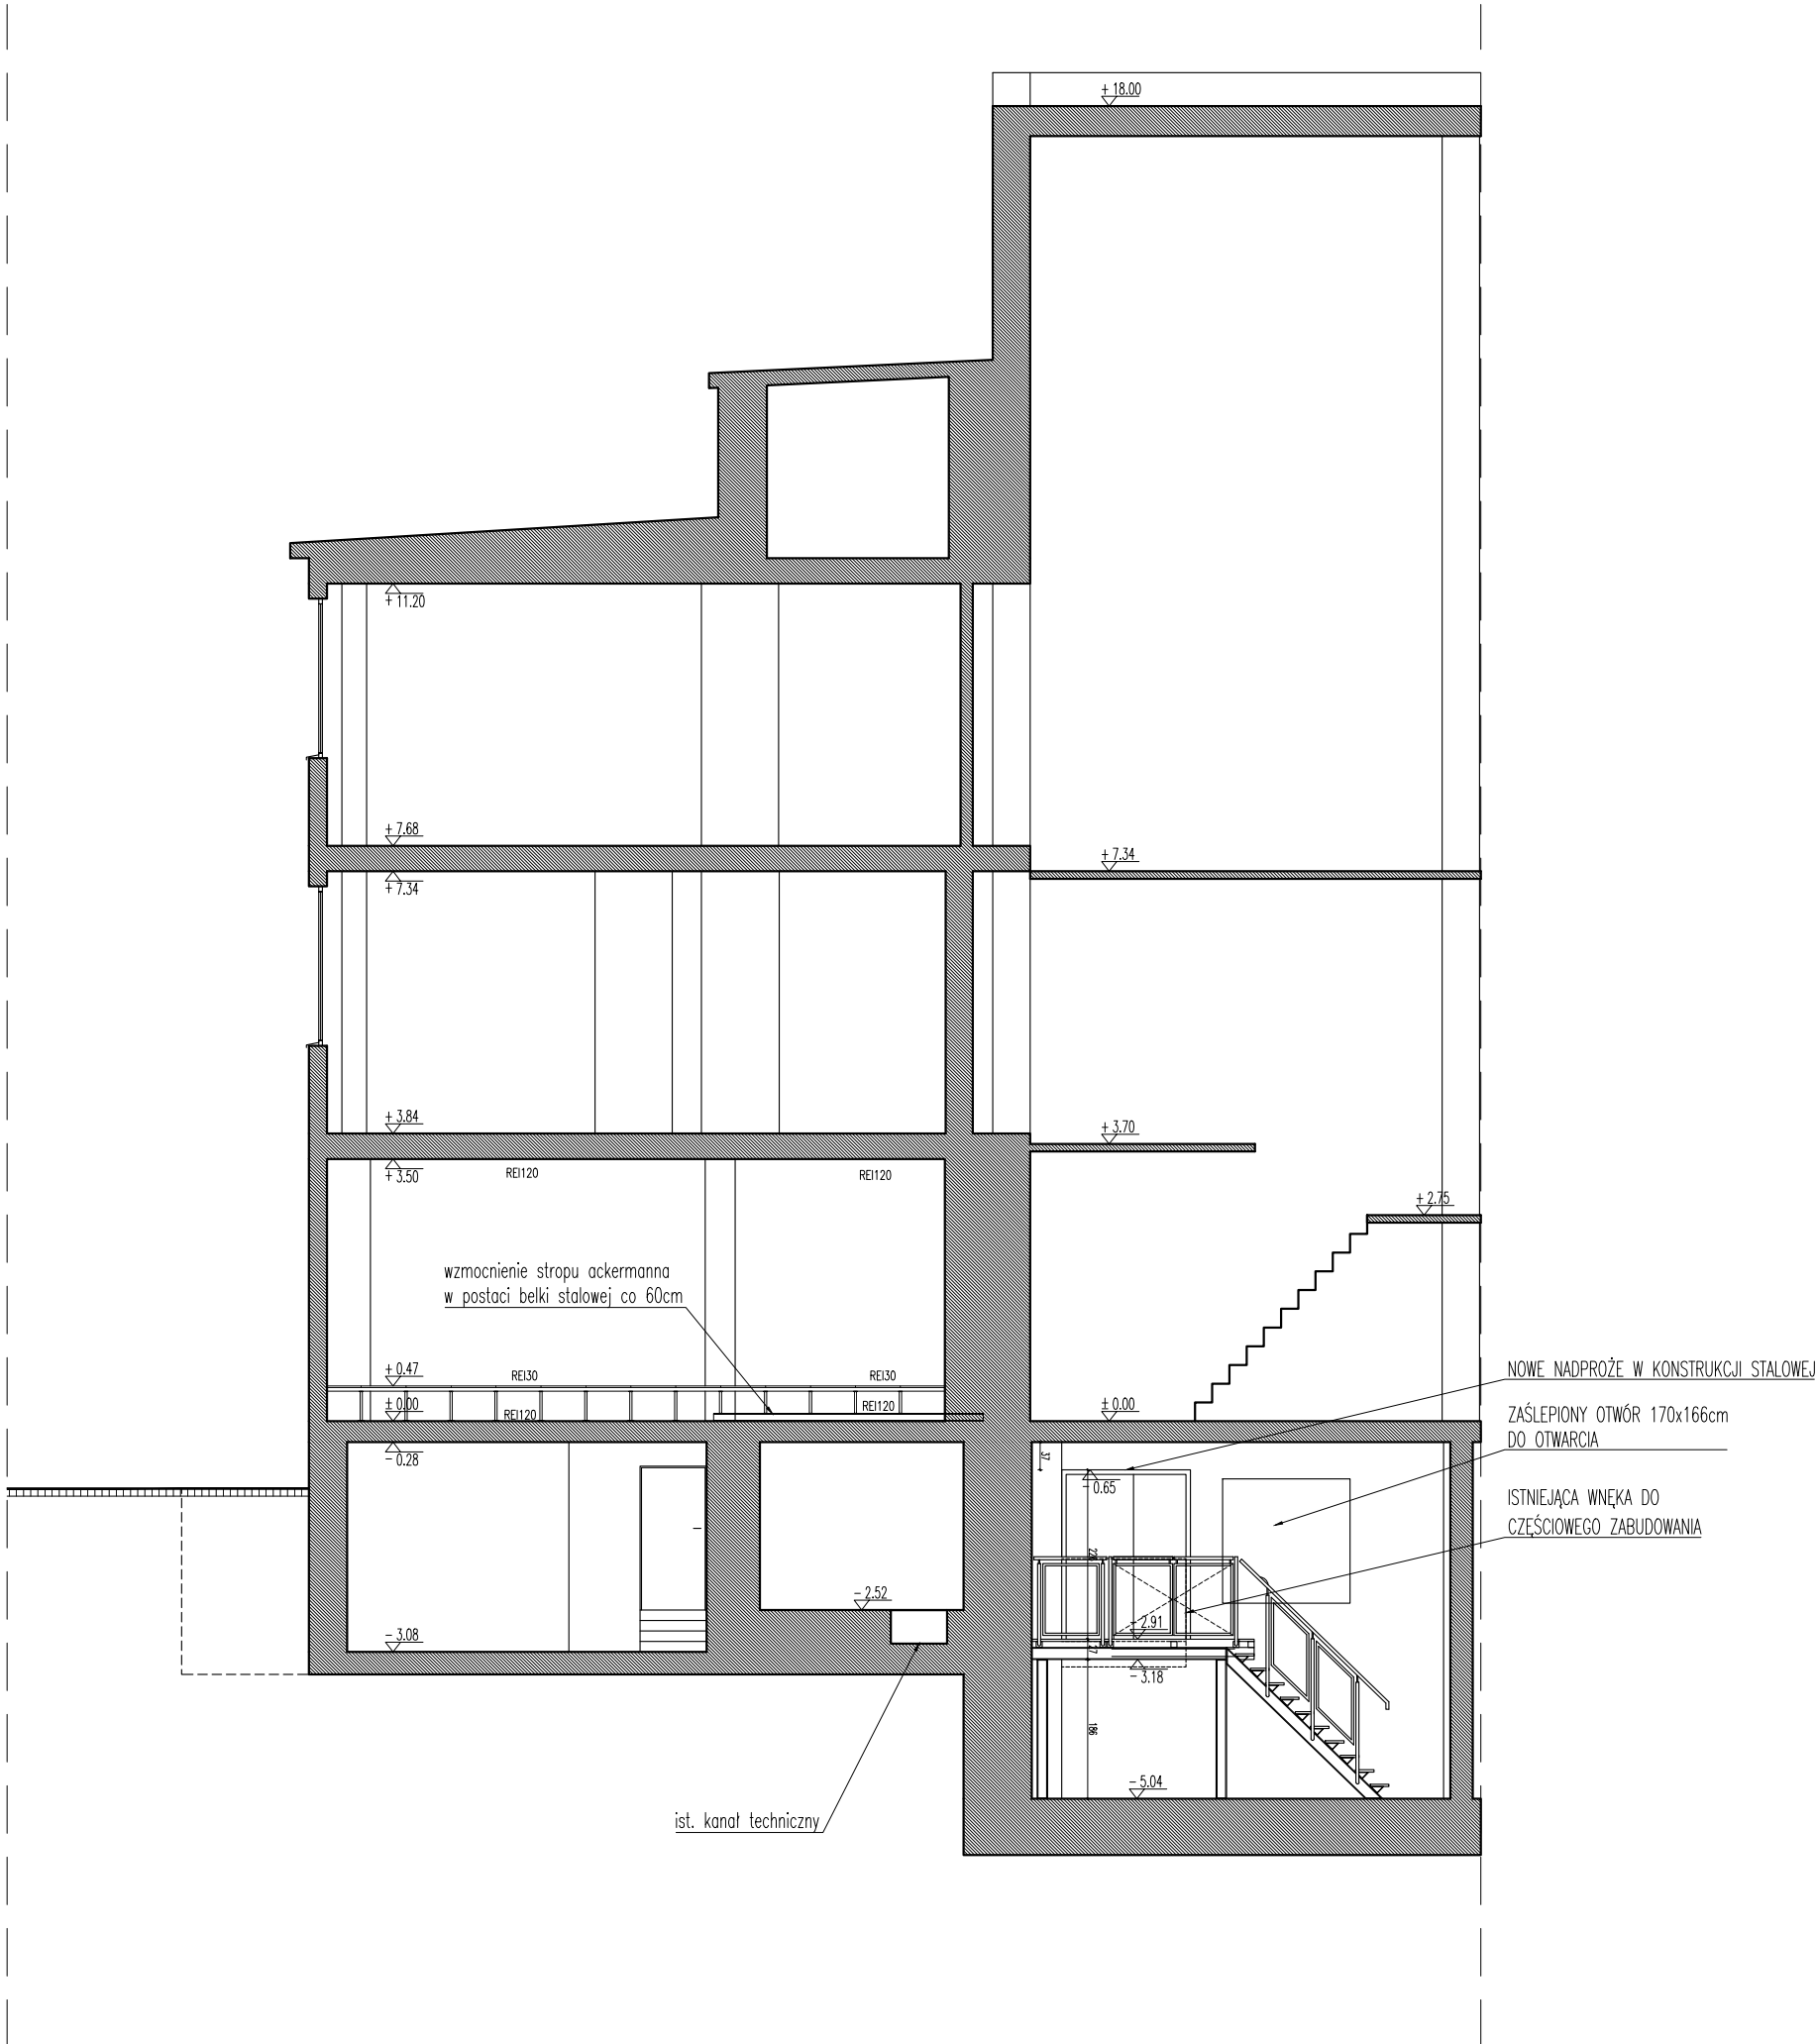 + 18.00
+ 11.20
+ 7.68
+ 7.34
+ 7.34
+ 3.84
+ 3.70
+ 3.50
REI120
REI120
+ 2.75
wzmocnienie stropu ackermanna
w postaci belki stalowej co 60cm
+ 0.47
REI30
REI30
± 0.00
REI120
REI120
± 0.00
NOWE NADPROŻE W KONSTRUKCJI STALOWEJ
ZAŚLEPIONY OTWÓR 170x166cm
DO OTWARCIA
- 0.28
37
- 0.65
ISTNIEJĄCA WNĘKA DO
CZĘŚCIOWEGO ZABUDOWANIA
226
- 2.52
- 2.91
- 3.08
27
- 3.18
186
- 5.04
ist. kanał techniczny